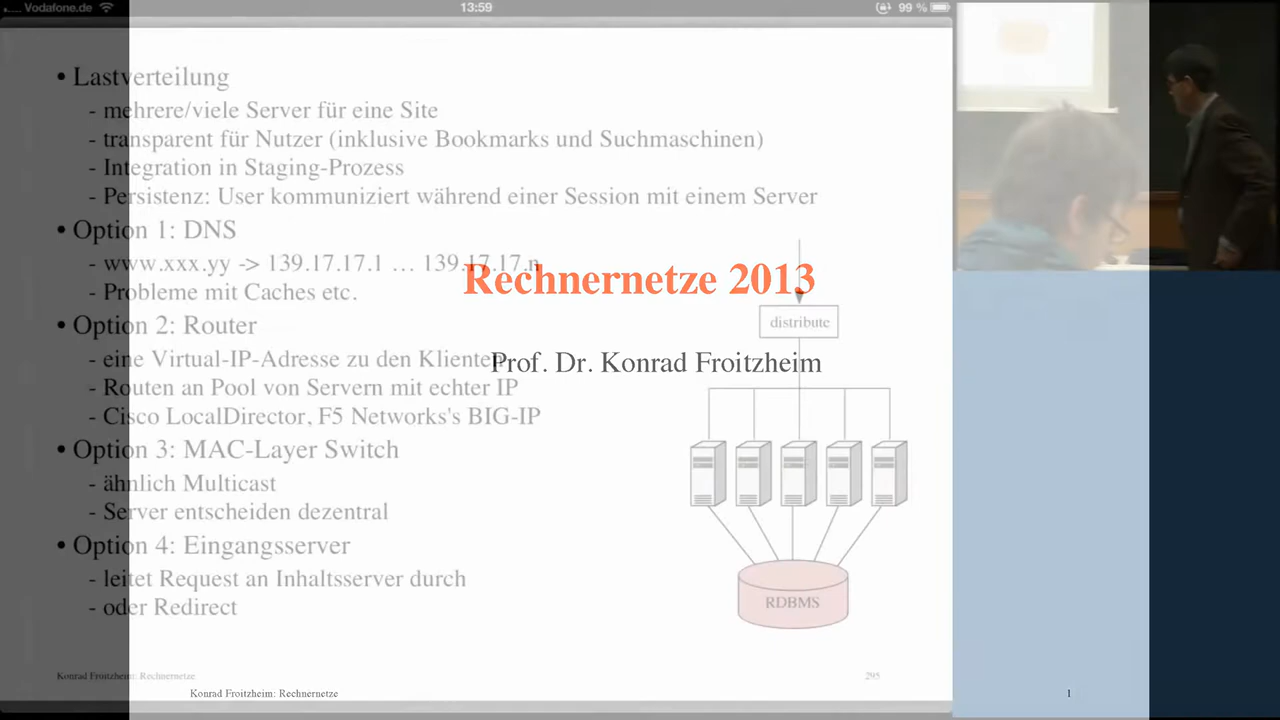 Vodafone.de
13:59
99 %
• Lastverteilung
- mehrere/viele Server für eine Site
- transparent für Nutzer (inklusive Bookmarks und Suchmaschinen)
- Integration in Staging-Prozess
- Persistenz: User kommuniziert während einer Session mit einem Server
• Option 1: DNS
- www.xxx.yy -> 139.17.17.1 … 139.17.17.n
- Probleme mit Caches etc.
Rechnernetze 2013
Prof. Dr. Konrad Froitzheim
• Option 2: Router
- eine Virtual-IP-Adresse zu den Klienten
- Routen an Pool von Servern mit echter IP
- Cisco LocalDirector, F5 Networks's BIG-IP
• Option 3: MAC-Layer Switch
- ähnlich Multicast
- Server entscheiden dezentral
• Option 4: Eingangsserver
- leitet Request an Inhaltsserver durch
- oder Redirect
distribute
RDBMS
Konrad Froitzheim: Rechnernetze
295
Konrad Froitzheim: Rechnernetze
1